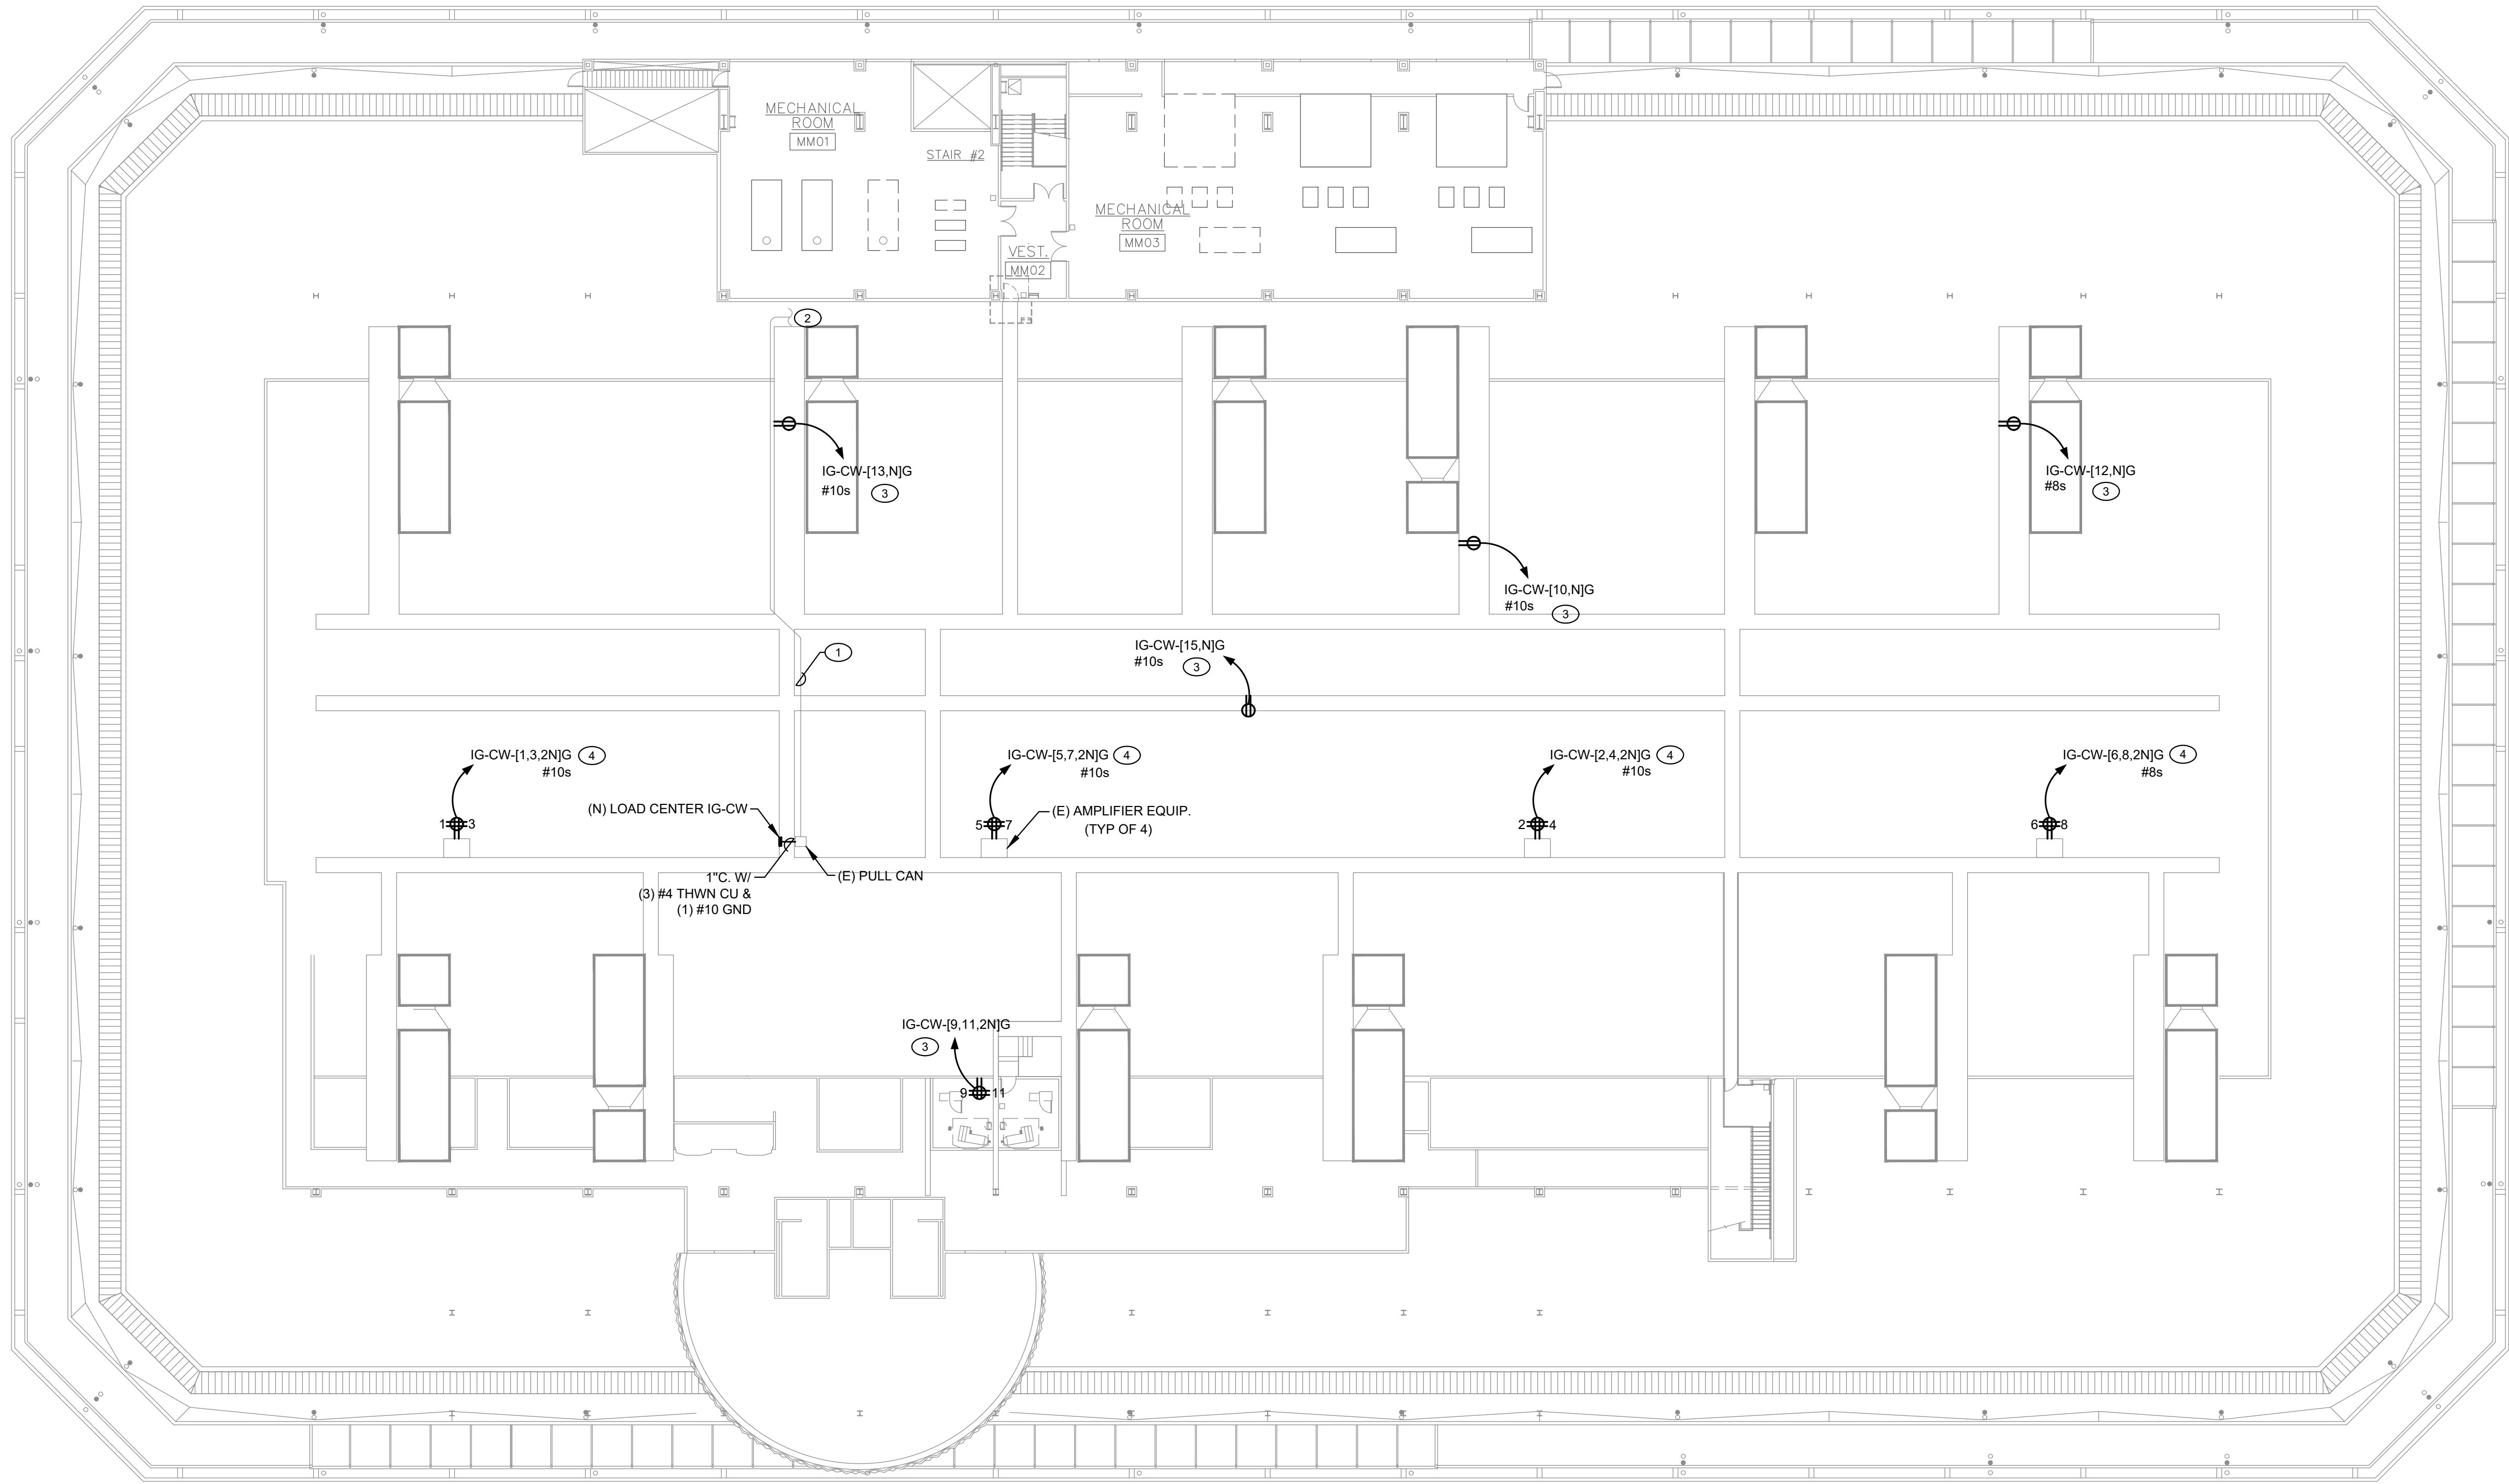 MECHANICAL
ROOM
MM01
STAIR #2
MECHANICAL
ROOM
MM03
VEST.
MM02
2
IG-CW-[13,N]G
#10s
3
IG-CW-[12,N]G
#8s
3
IG-CW-[10,N]G
#10s
3
1
IG-CW-[15,N]G
#10s
3
IG-CW-[1,3,2N]G
4
#10s
1
3
IG-CW-[5,7,2N]G
4
#10s
5
7
IG-CW-[2,4,2N]G
4
#10s
2
4
IG-CW-[6,8,2N]G
4
#8s
6
8
(N) LOAD CENTER IG-CW
(E) AMPLIFIER EQUIP.
(TYP OF 4)
(E) PULL CAN
1"C. W/
(3) #4 THWN CU &
(1) #10 GND
IG-CW-[9,11,2N]G
3
9
11